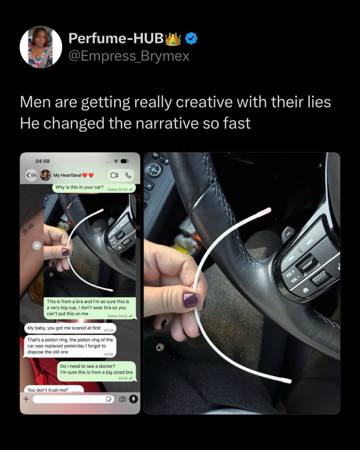 Perfume-HUB
@Empress_Brymex
Men are getting really creative with their lies
He changed the narrative so fast
04:59
My Heartbeat
Why is this in your car?
This is from a bra and I'm so sure this is
a very big cup, I don't wear bra so you
can't put this on me
My baby, you got me scared at first
That's a piston ring, the piston ring of the
car was replaced yesterday I forgot to
dispose the old one
Do i need to see a doctor?
I'm sure this is from a big sized bra
You don't trust me?